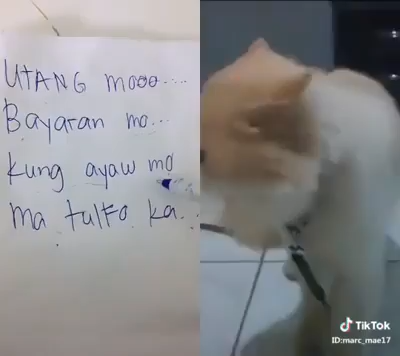 UtANG mooo....
Bayaran mo...
kung ayaw mo
ma tulfo ka..
TikTok
ID:marc_mae17